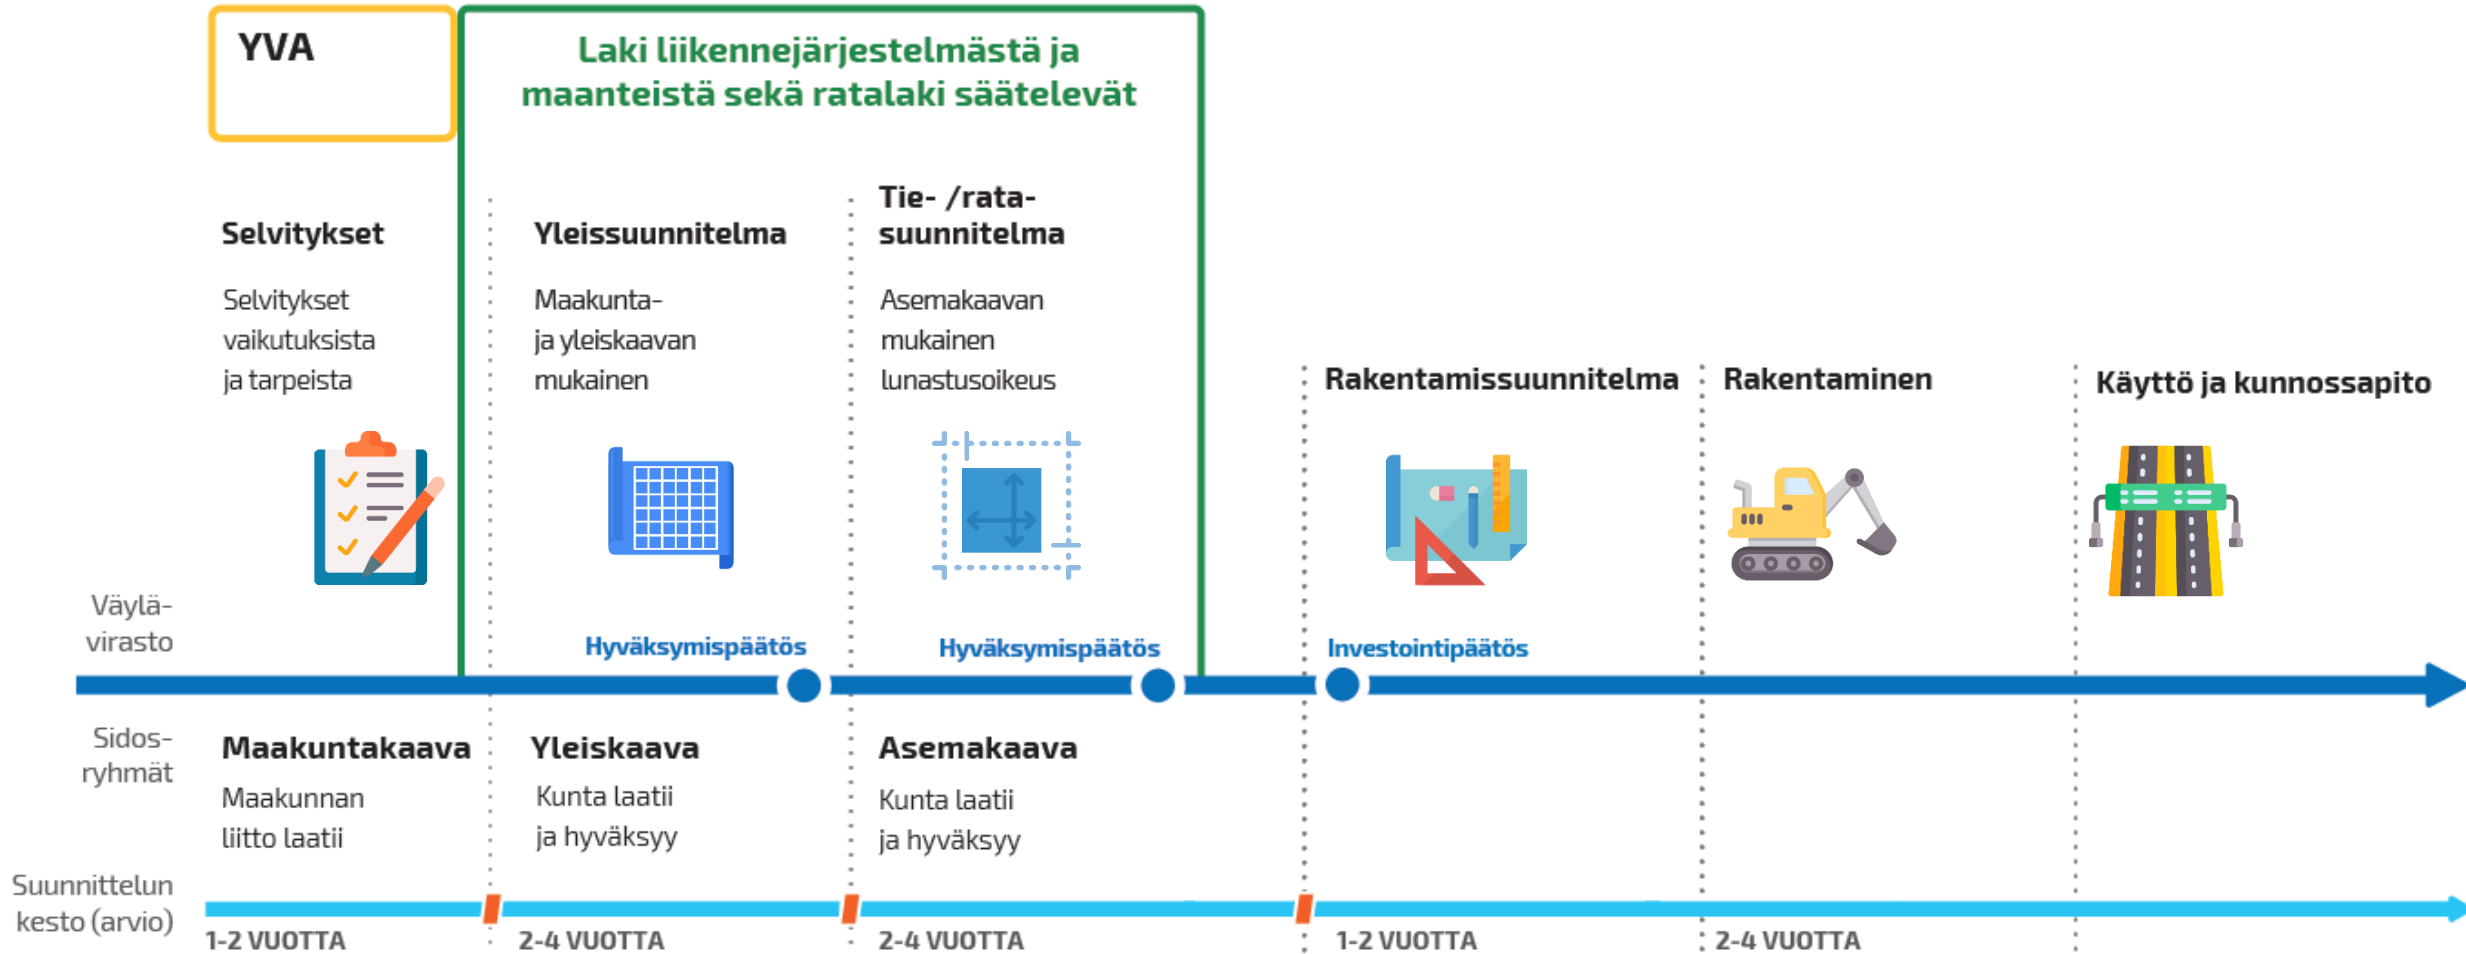 YVA
Laki liikennejärjestelmästä ja
maanteistä sekä ratalaki säätelevät
Selvitykset
Selvitykset
vaikutuksista
ja tarpeista
Yleissuunnitelma
Maakunta-
ja yleiskaavan
mukainen
Tie- /rata-
suunnitelma
Asemakaavan
mukainen
lunastusoikeus
Rakentamissuunnitelma
Rakentaminen
Käyttö ja kunnossapito
Väylä-
virasto
Hyväksymispäätös
Hyväksymispäätös
Investointipäätös
Sidos-
ryhmät
Maakuntakaava
Maakunnan
liitto laatii
Yleiskaava
Kunta laatii
ja hyväksyy
Asemakaava
Kunta laatii
ja hyväksyy
Suunnittelun
kesto (arvio)
1-2 VUOTTA
2-4 VUOTTA
2-4 VUOTTA
1-2 VUOTTA
2-4 VUOTTA